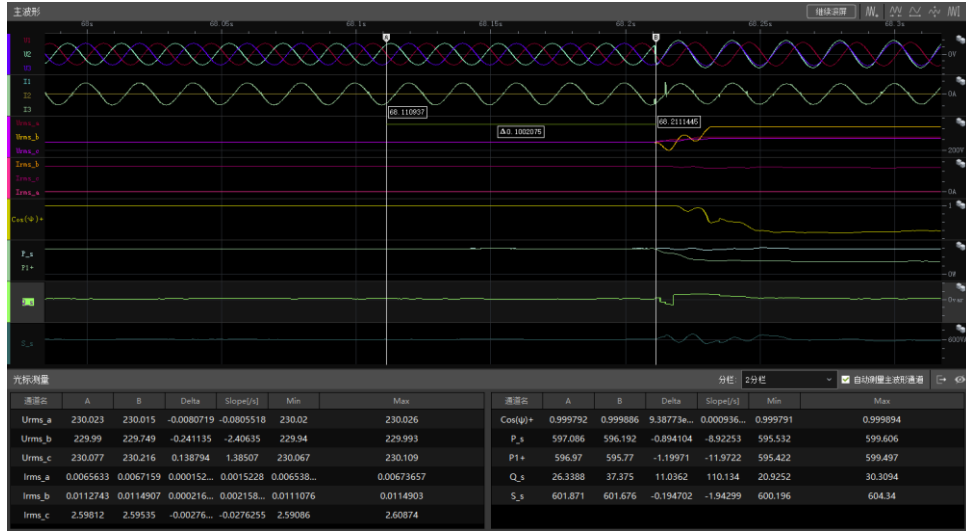 主波形
继续滚屏
68s 68.05s 68.1s 68.15s 68.2s 68.25s 68.3s
U1
U2
U3
0V
I1
I2
I3
0A
A
B
68.110937
Δ0.1002075
68.2111445
Urms_a
Urms_b
Urms_c
200V
Irms_b
Irms_c
Irms_a
0A
Cos(ψ)+
1
P_s
P1+
0W
0var
S_s
600VA
光标测量
分栏: 2分栏
自动测量主波形通道
通道名 A B Delta Slope[/s] Min Max
Urms_a 230.023 230.015 -0.0080719 -0.0805518 230.02 230.026
Urms_b 229.99 229.749 -0.241135 -2.40635 229.94 229.993
Urms_c 230.077 230.216 0.138794 1.38507 230.067 230.109
Irms_a 0.0065633 0.0067159 0.000152... 0.0015228 0.006538... 0.00673657
Irms_b 0.0112743 0.0114907 0.000216... 0.002158... 0.0111076 0.0114903
Irms_c 2.59812 2.59535 -0.00276... -0.0276255 2.59086 2.60874
通道名 A B Delta Slope[/s] Min Max
Cos(ψ)+ 0.999792 0.999886 9.38773e... 0.000936... 0.999791 0.999894
P_s 597.086 596.192 -0.894104 -8.92253 595.532 599.606
P1+ 596.97 595.77 -1.19971 -11.9722 595.422 599.497
Q_s 26.3388 37.375 11.0362 110.134 20.9252 30.3094
S_s 601.871 601.676 -0.194702 -1.94299 600.196 604.34